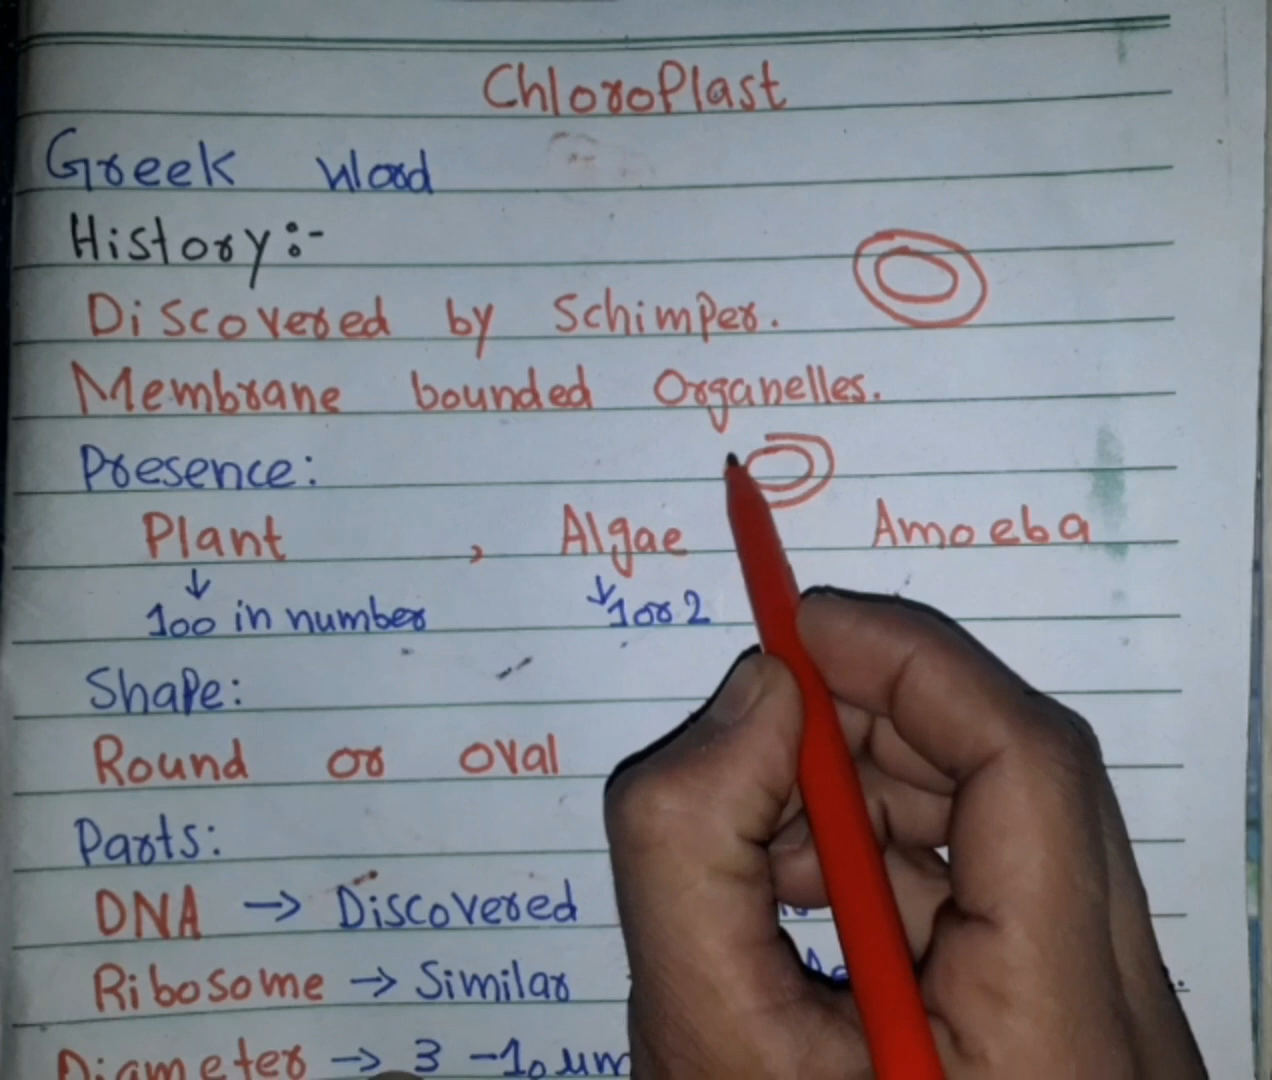 Chloroplast
Greek Word
History:-
Discovered by Schimper.
Membrane bounded Organelles.
Presence:
Plant , Algae Amoeba
↓ 100 in number ↓ 1 or 2
Shape:
Round or oval
Parts:
DNA → Discovered
Ribosome → Similar
Diameter → 3-10 um